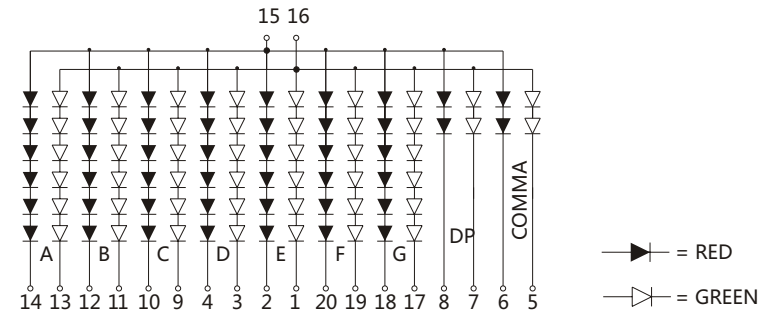 15 16
A B C D E F G DP COMMA
= RED
= GREEN
14 13 12 11 10 9 4 3 2 1 20 19 18 17 8 7 6 5